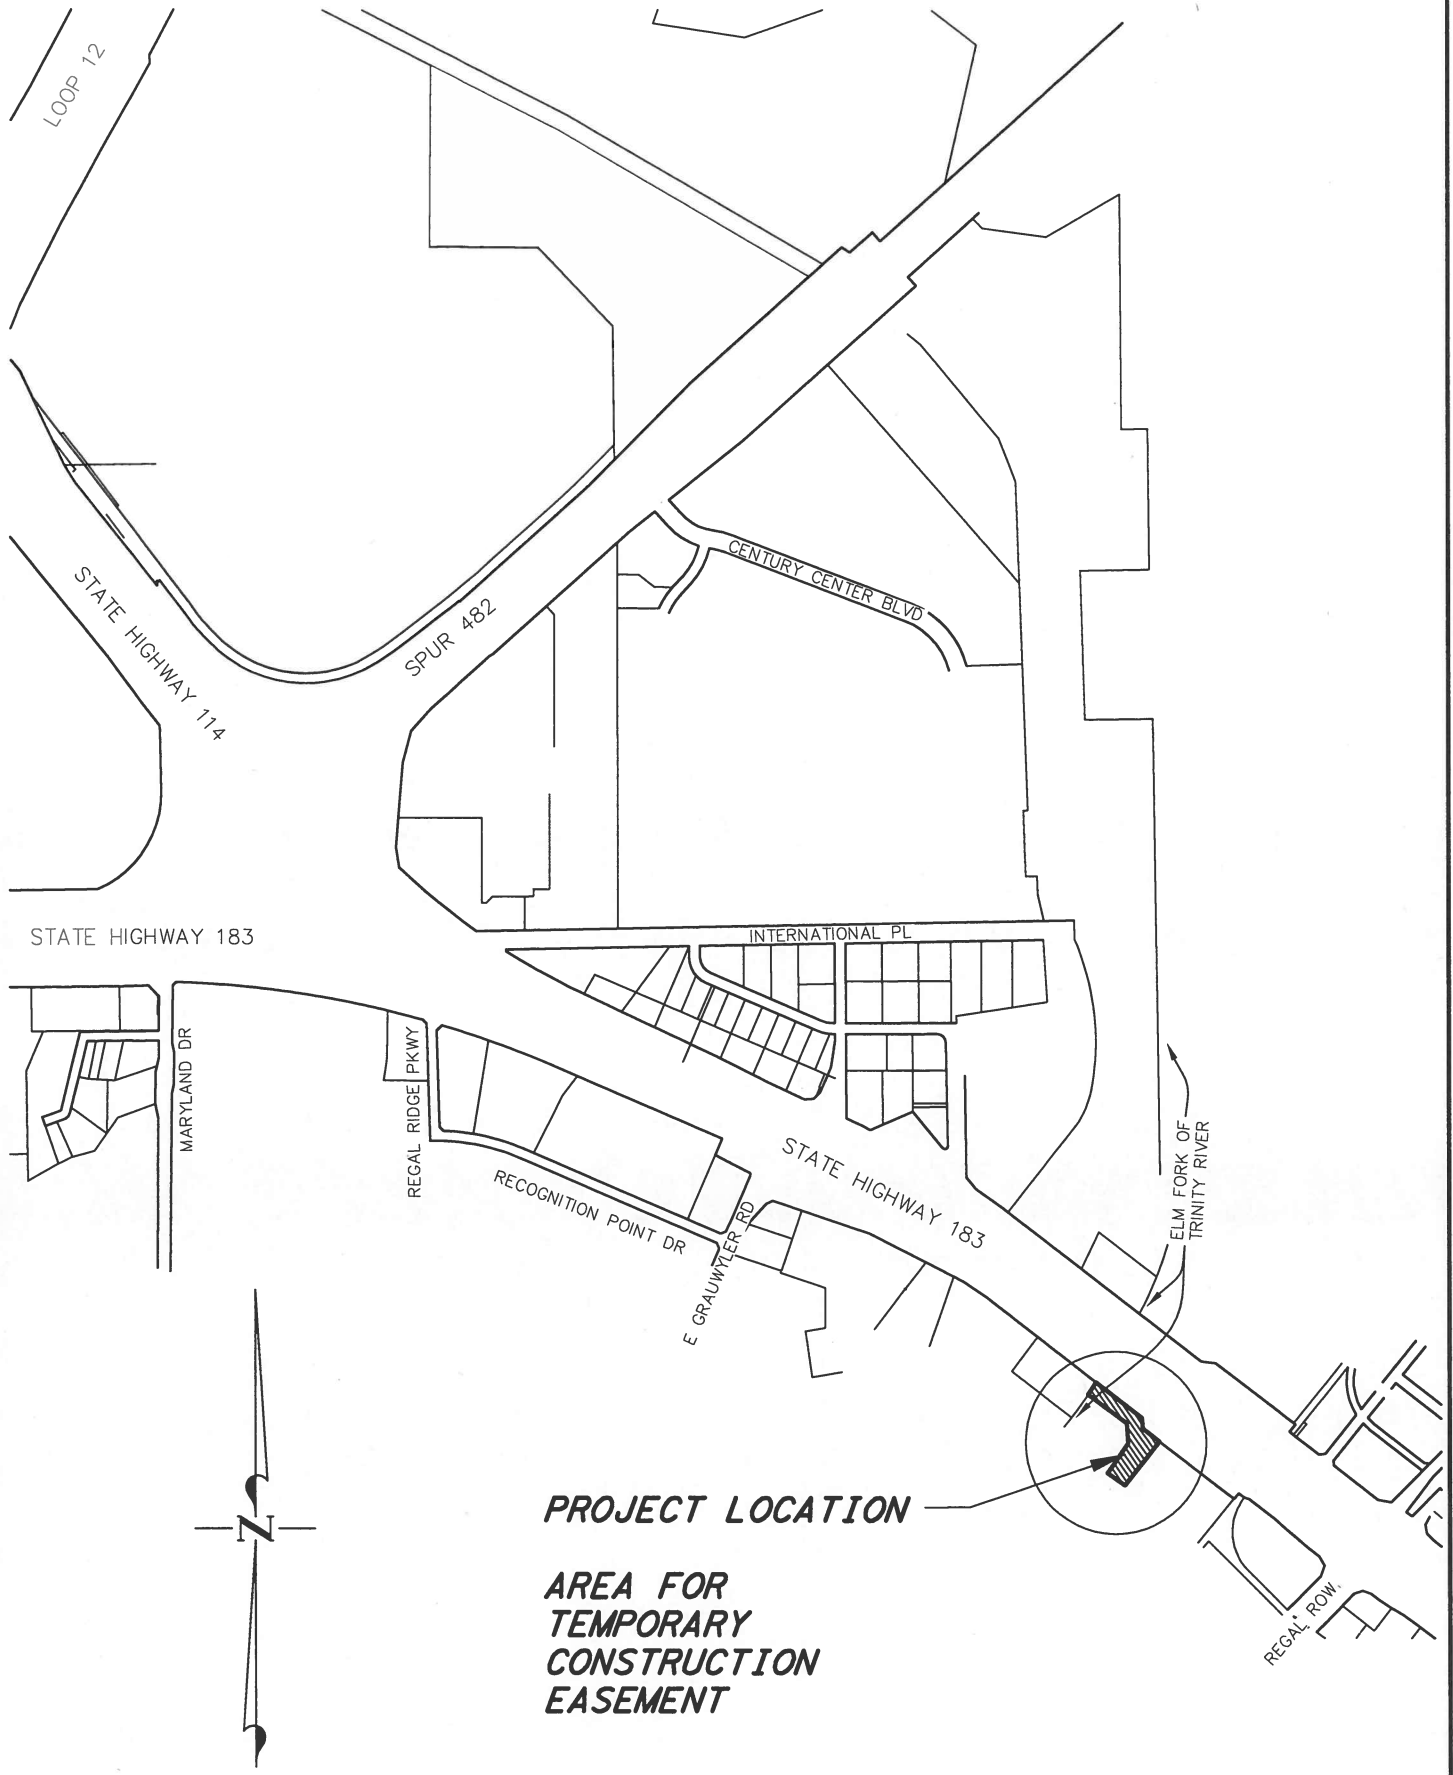 LOOP 12
STATE HIGHWAY 114
SPUR 482
CENTURY CENTER BLVD
STATE HIGHWAY 183
INTERNATIONAL PL
MARYLAND DR
REGAL RIDGE PKWY
RECOGNITION POINT DR
E GRAUWYLER RD
STATE HIGHWAY 183
ELM FORK OF
TRINITY RIVER
PROJECT LOCATION
N
AREA FOR
TEMPORARY
CONSTRUCTION
EASEMENT
REGAL ROW.